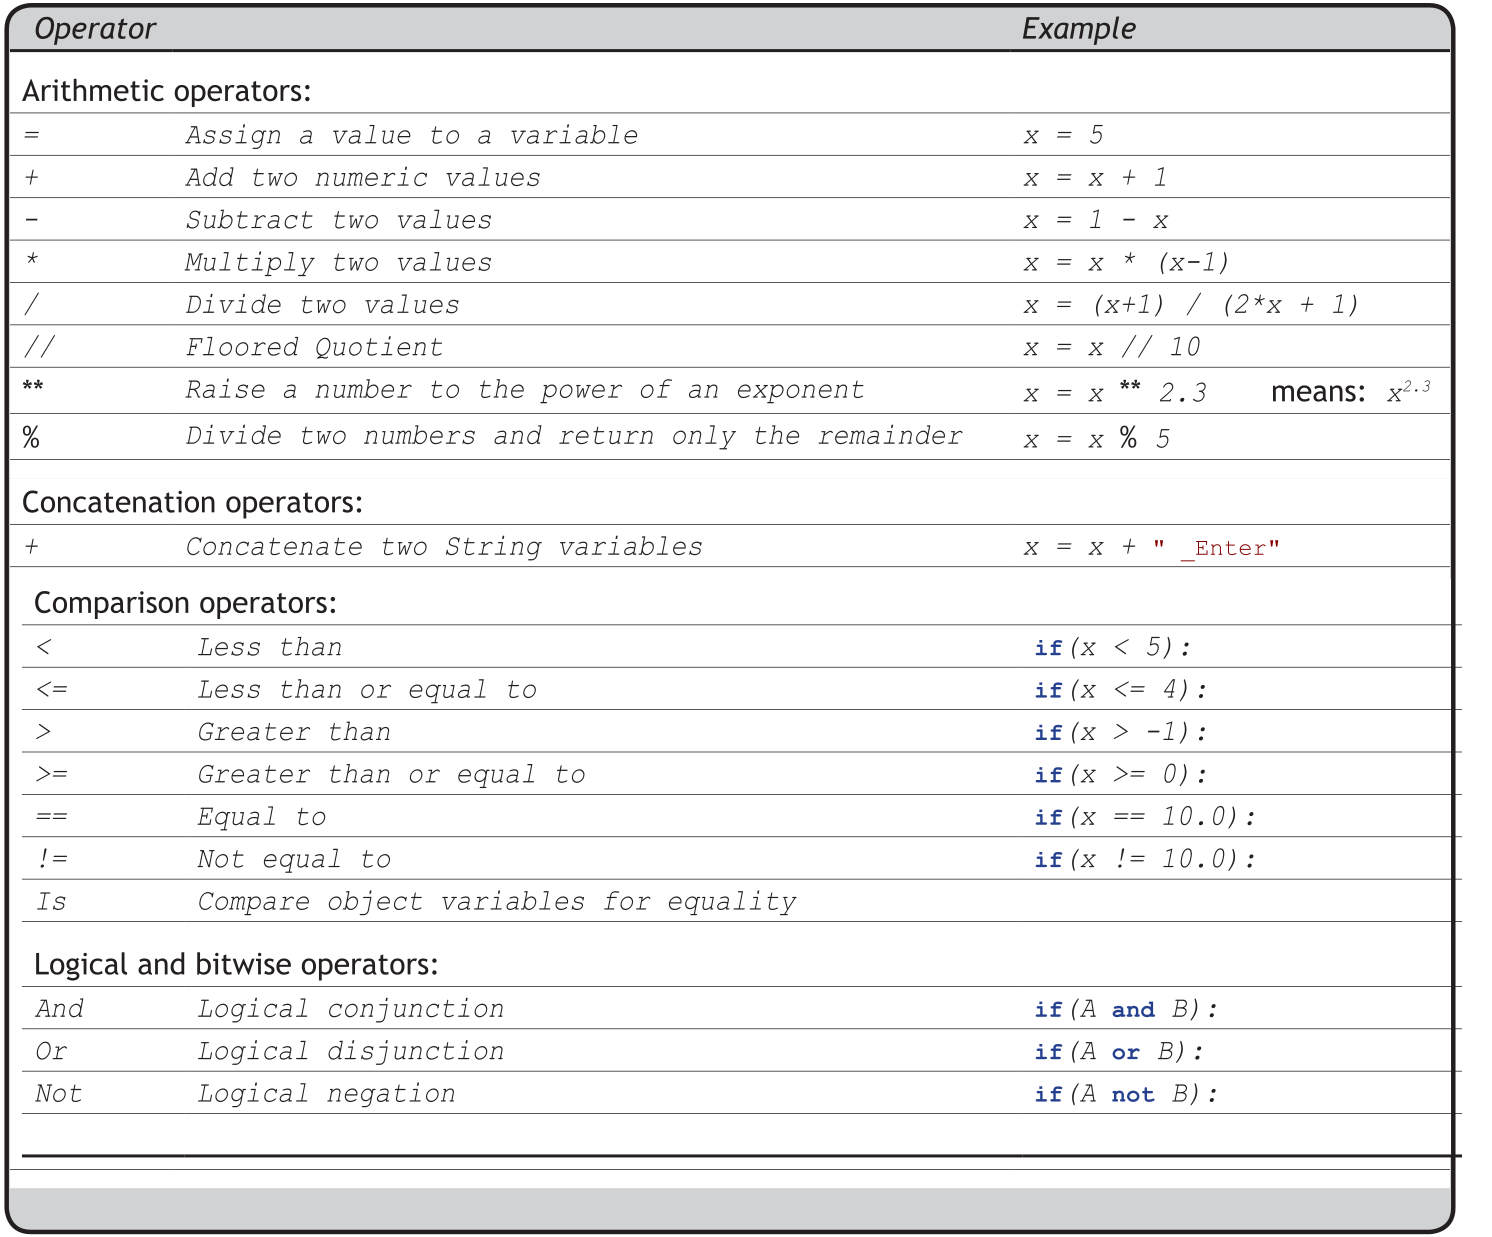 Operator Example
Arithmetic operators:
= Assign a value to a variable x = 5
+ Add two numeric values x = x + 1
- Subtract two values x = 1 - x
* Multiply two values x = x * (x-1)
/ Divide two values x = (x+1) / (2*x + 1)
// Floored Quotient x = x // 10
** Raise a number to the power of an exponent x = x ** 2.3 means: x^2.3
% Divide two numbers and return only the remainder x = x % 5
Concatenation operators:
+ Concatenate two String variables x = x + " _Enter"
Comparison operators:
< Less than if(x < 5):
<= Less than or equal to if(x <= 4):
> Greater than if(x > -1):
>= Greater than or equal to if(x >= 0):
== Equal to if(x == 10.0):
!= Not equal to if(x != 10.0):
Is Compare object variables for equality
Logical and bitwise operators:
And Logical conjunction if(A and B):
Or Logical disjunction if(A or B):
Not Logical negation if(A not B):